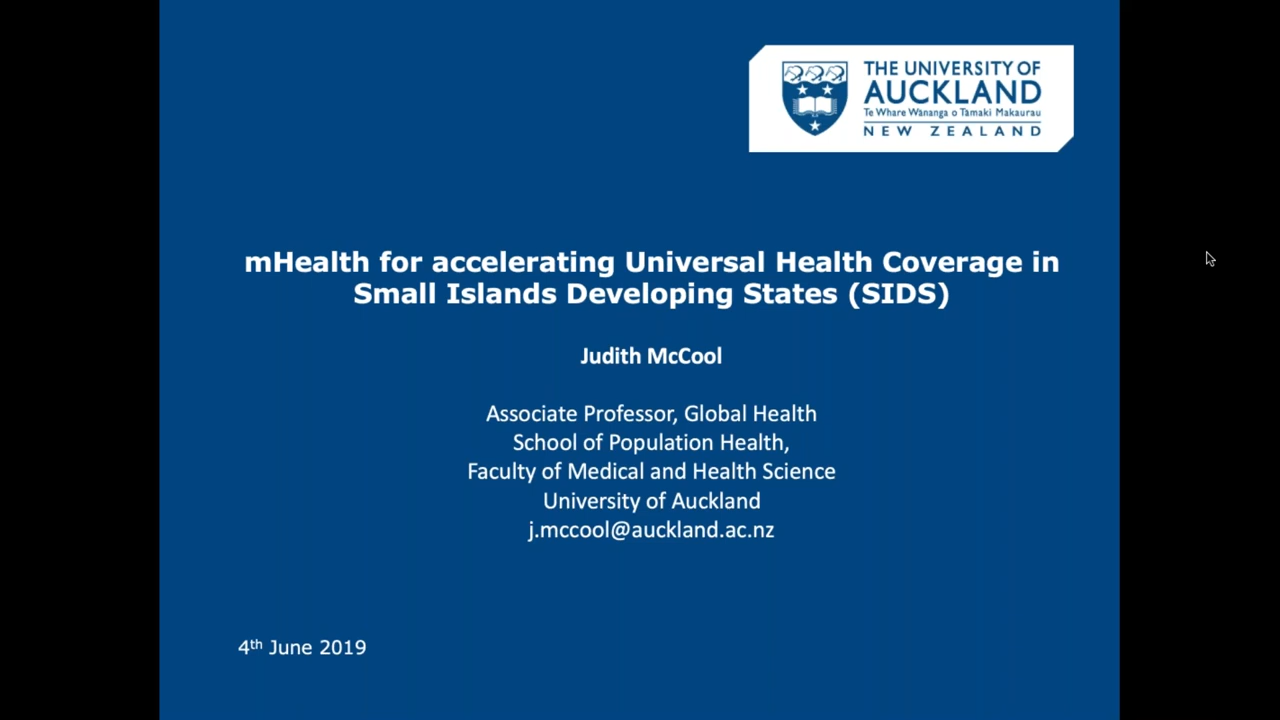 THE UNIVERSITY OF
AUCKLAND
Te Whare Wānanga o Tāmaki Makaurau
NEW ZEALAND
mHealth for accelerating Universal Health Coverage in
Small Islands Developing States (SIDS)
Judith McCool
Associate Professor, Global Health
School of Population Health,
Faculty of Medical and Health Science
University of Auckland
j.mccool@auckland.ac.nz
4th June 2019